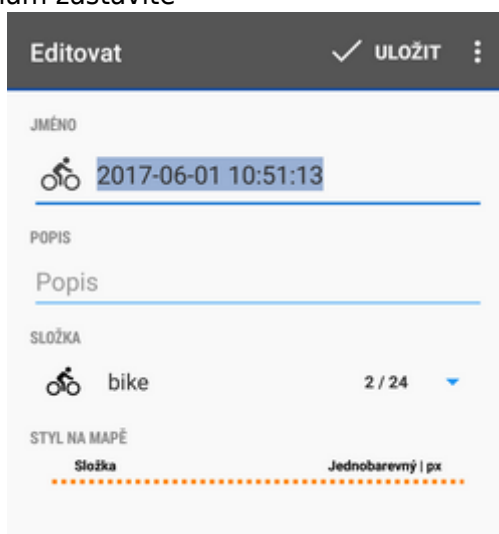 Editovat ULOŽIT
JMÉNO
2017-06-01 10:51:13
POPIS
Popis
SLOŽKA
bike 2 / 24
STYL NA MAPĚ
Složka Jednobarevný | px